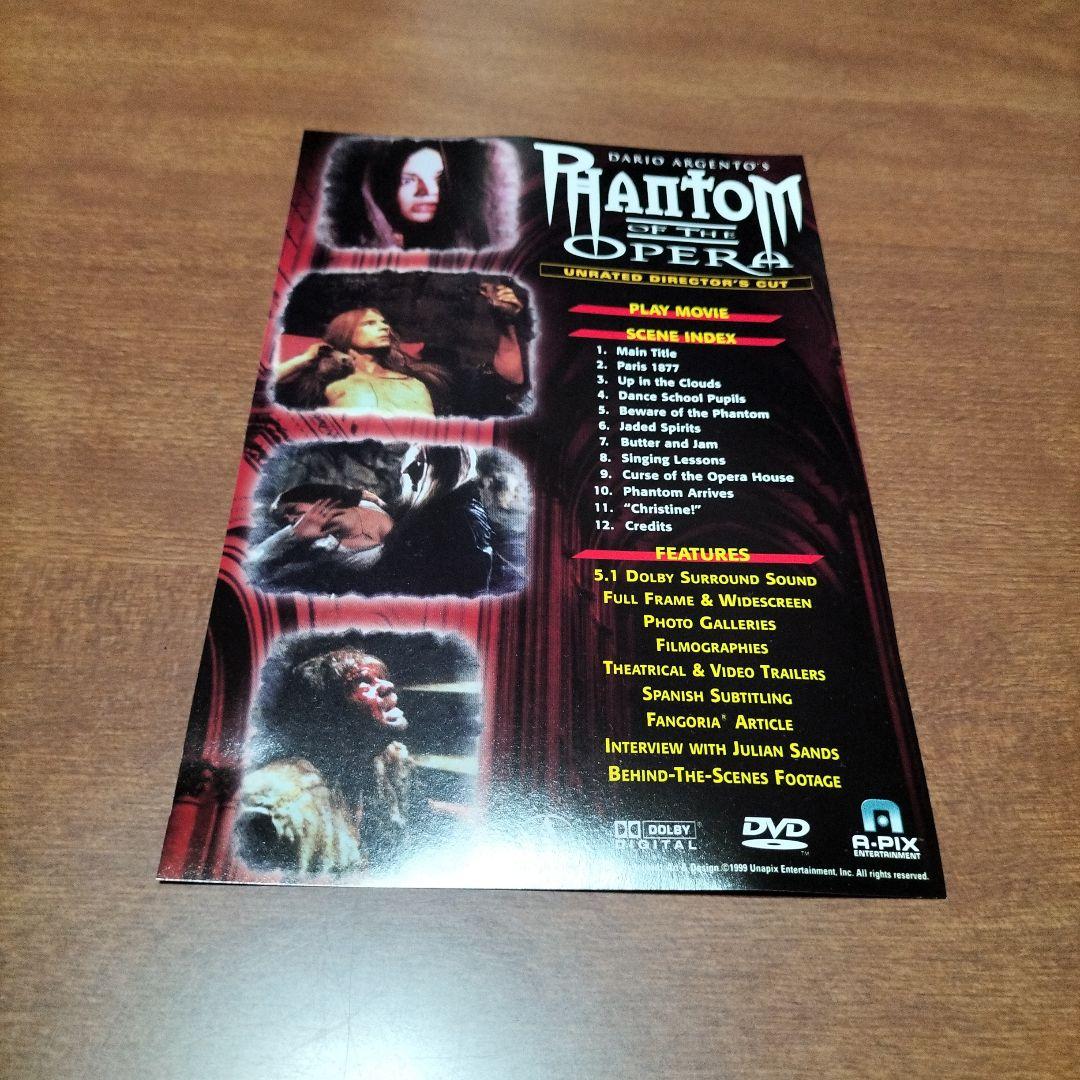 DARIO ARGENTO'S
PHANTOM
OF THE
OPERA
UNRATED DIRECTOR'S CUT
PLAY MOVIE
SCENE INDEX
1. Main Title
2. Paris 1877
3. Up in the Clouds
4. Dance School Pupils
5. Beware of the Phantom
6. Jaded Spirits
7. Butter and Jam
8. Singing Lessons
9. Curse of the Opera House
10. Phantom Arrives
11. "Christine!"
12. Credits
FEATURES
5.1 DOLBY SURROUND SOUND
FULL FRAME & WIDESCREEN
PHOTO GALLERIES
FILMOGRAPHIES
THEATRICAL & VIDEO TRAILERS
SPANISH SUBTITLING
FANGORIA® ARTICLE
INTERVIEW WITH JULIAN SANDS
BEHIND-THE-SCENES FOOTAGE
DOLBY®
DIGITAL
DVD™
A-PIX
ENTERTAINMENT™
Design ©1999 Unapix Entertainment, Inc. All rights reserved.